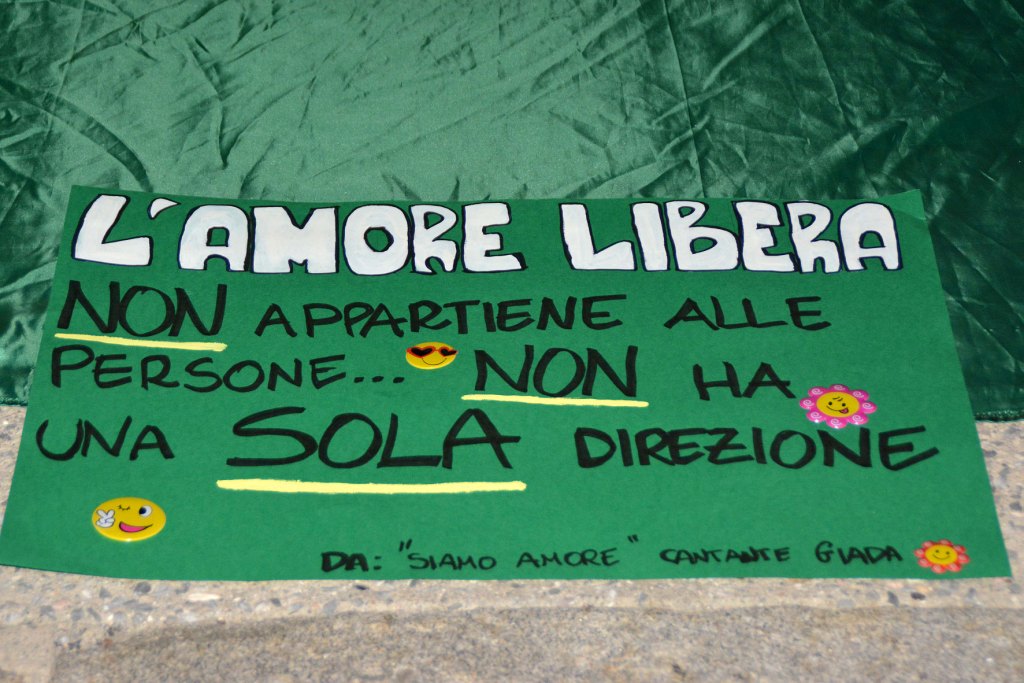 L'AMORE LIBERA
NON APPARTIENE ALLE
PERSONE... NON HA
UNA SOLA DIREZIONE
DA: "SIAMO AMORE" CANTANTE GIADA